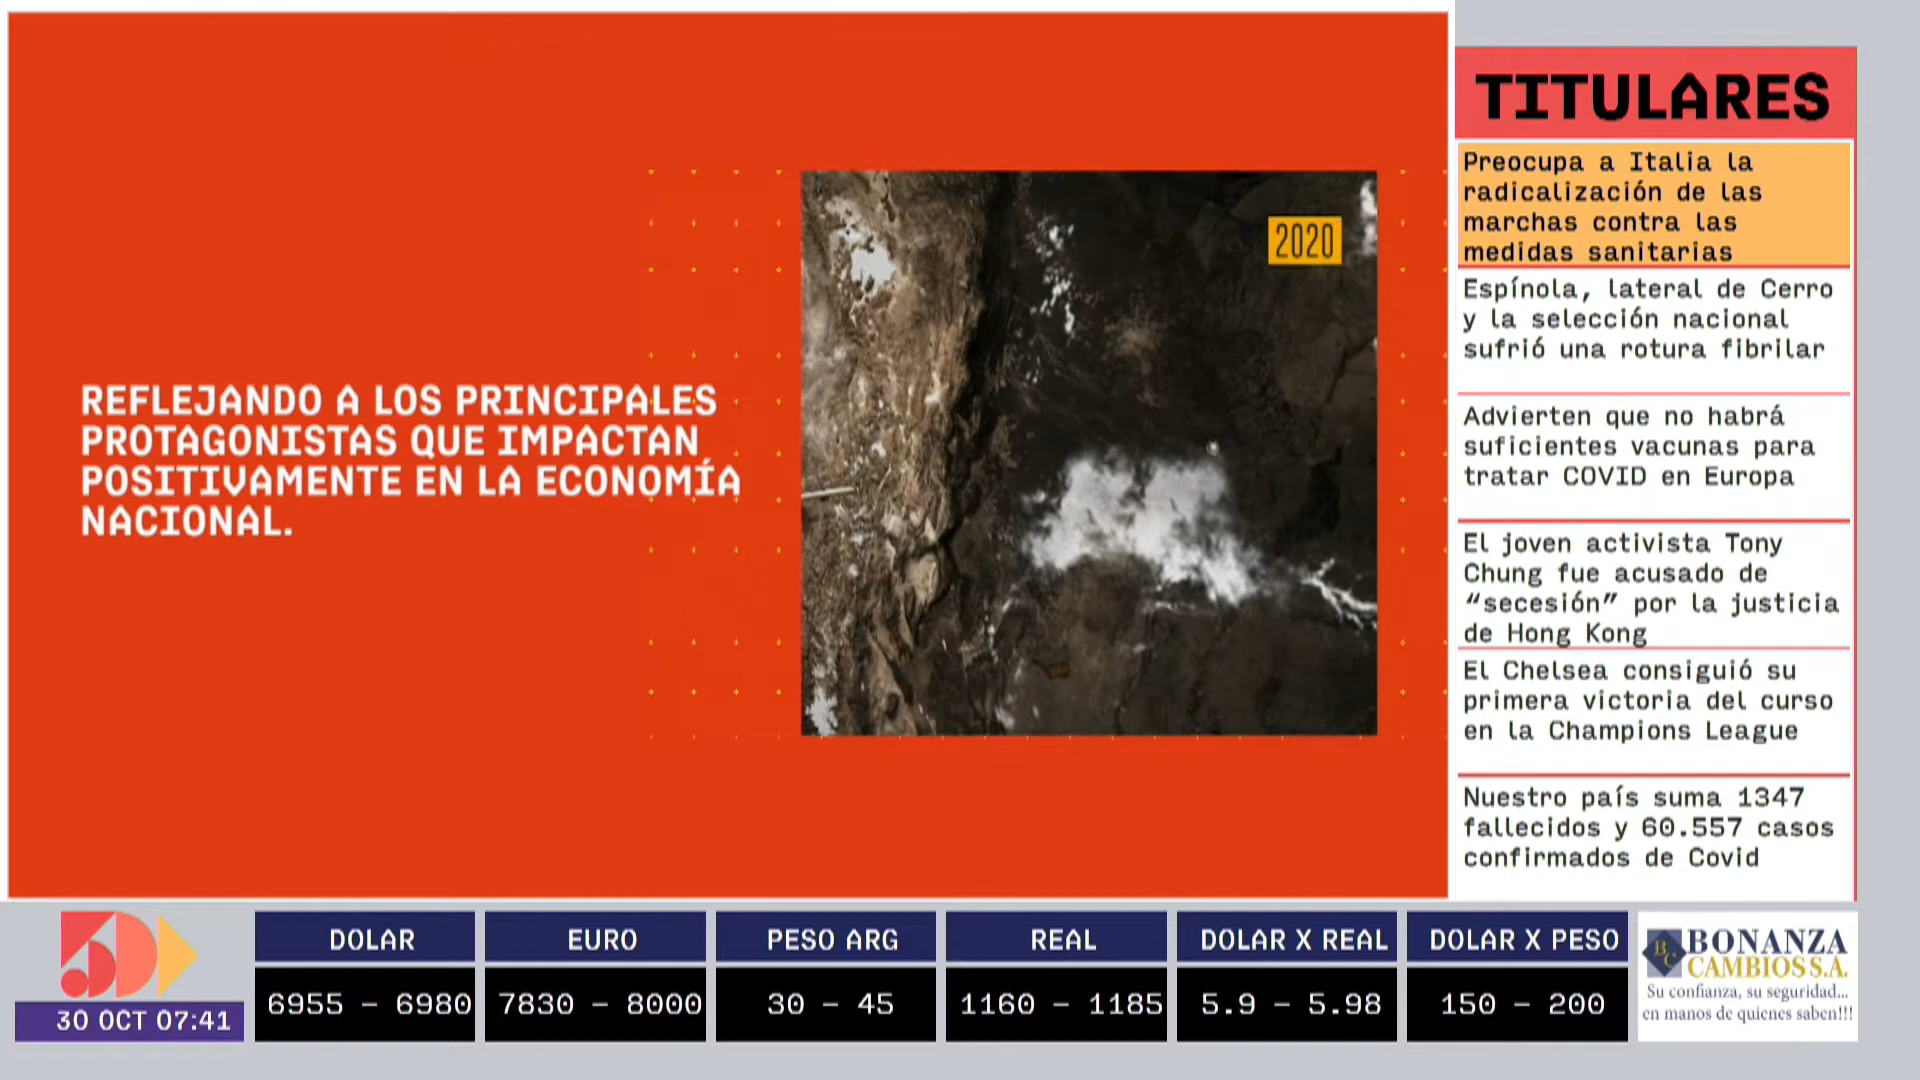 REFLEJANDO A LOS PRINCIPALES
PROTAGONISTAS QUE IMPACTAN
POSITIVAMENTE EN LA ECONOMÍA
NACIONAL.
2020
TITULARES
Preocupa a Italia la
radicalización de las
marchas contra las
medidas sanitarias
Espínola, lateral de Cerro
y la selección nacional
sufrió una rotura fibrilar
Advierten que no habrá
suficientes vacunas para
tratar COVID en Europa
El joven activista Tony
Chung fue acusado de
“secesión” por la justicia
de Hong Kong
El Chelsea consiguió su
primera victoria del curso
en la Champions League
Nuestro país suma 1347
fallecidos y 60.557 casos
confirmados de Covid
5D
30 OCT 07:41
DOLAR
6955 - 6980
EURO
7830 - 8000
PESO ARG
30 - 45
REAL
1160 - 1185
DOLAR X REAL
5.9 - 5.98
DOLAR X PESO
150 - 200
BC
BONANZA
CAMBIOS S.A.
Su confianza, su seguridad...
en manos de quienes saben!!!